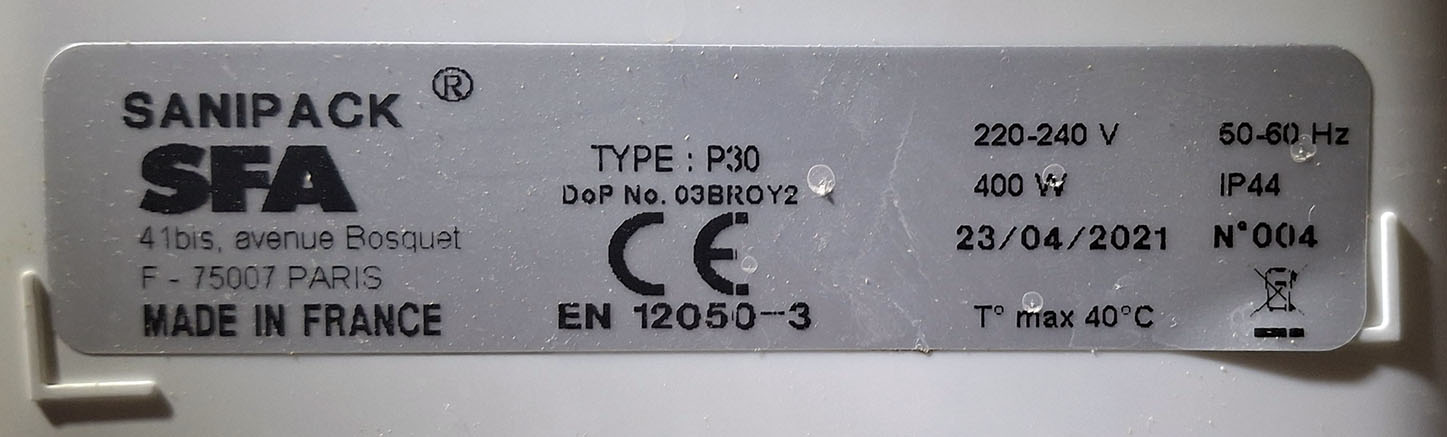 SANIPACK ®
SFA
41bis, avenue Bosquet
F - 75007 PARIS
MADE IN FRANCE
TYPE : P30
DoP No. 03BROY2
CE
EN 12050-3
220-240 V 50-60 Hz
400 W IP44
23/04/2021 N°004
T° max 40°C